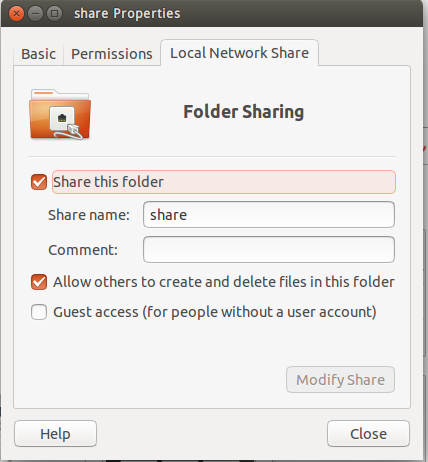 share Properties
Basic Permissions Local Network Share
Folder Sharing
Share this folder
Share name: share
Comment:
Allow others to create and delete files in this folder
Guest access (for people without a user account)
Modify Share
Help Close